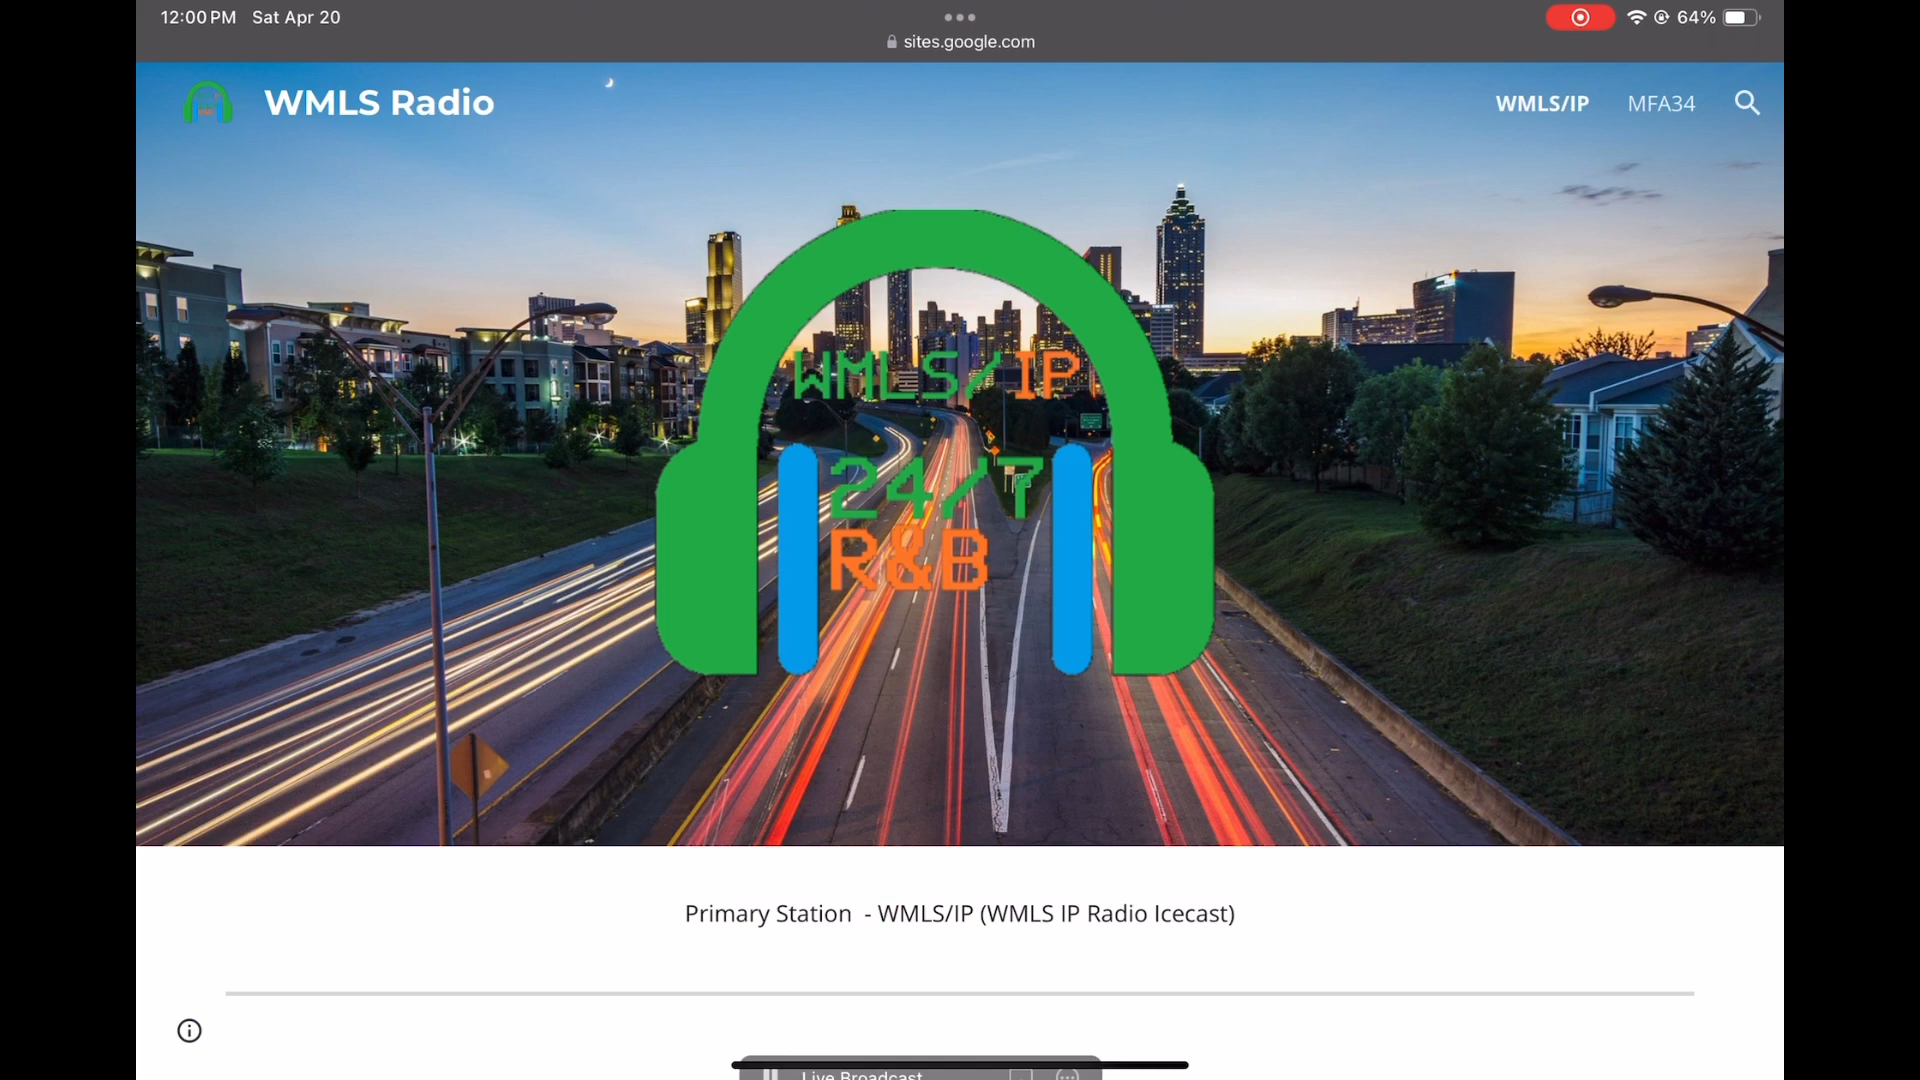 12:00 PM Sat Apr 20
64%
sites.google.com
WMLS Radio
WMLS/IP
MFA34
WMLS/IP
24/7
R&B
Primary Station - WMLS/IP (WMLS IP Radio Icecast)
Live Broadcast